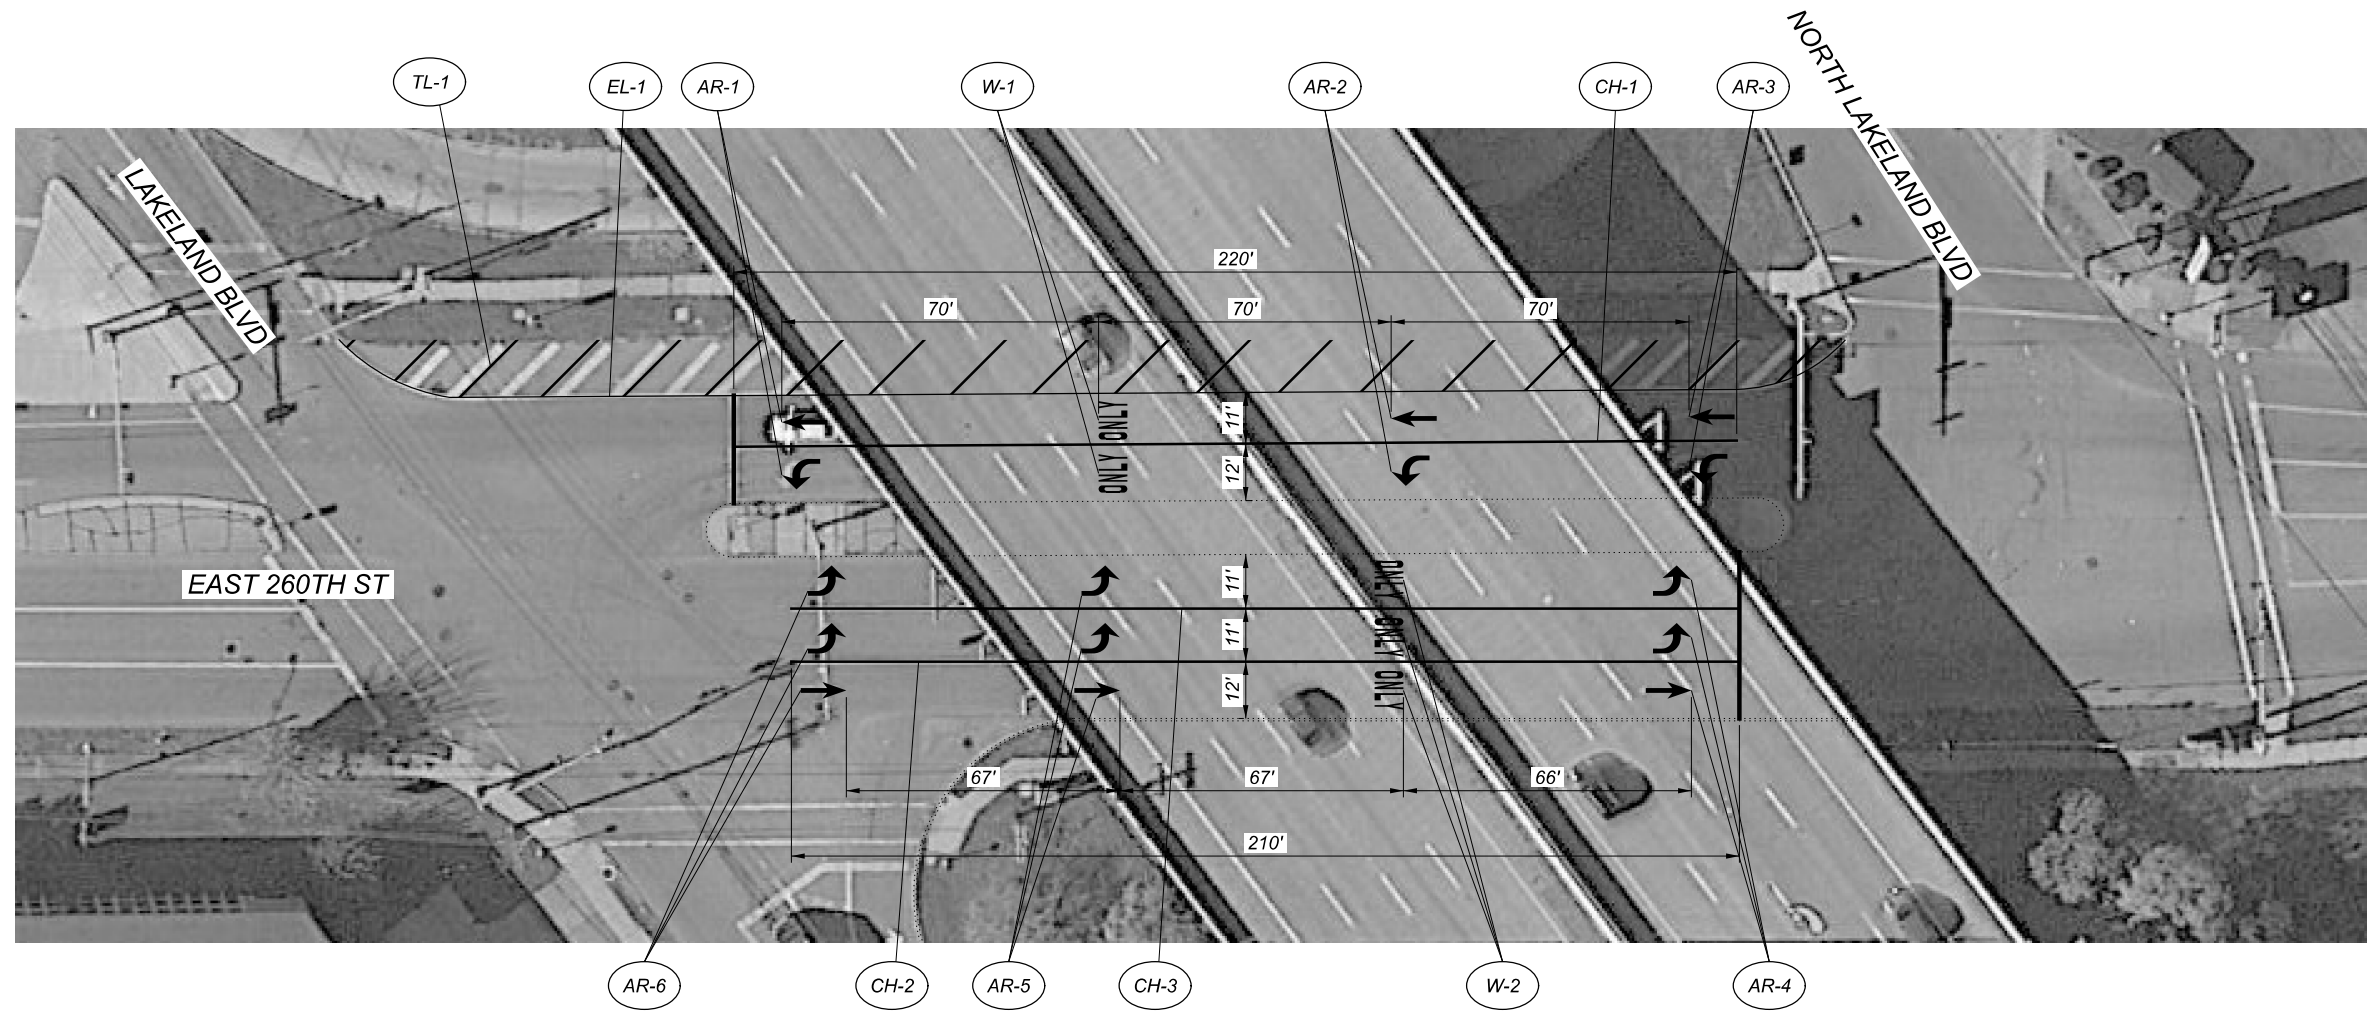 NORTH LAKELAND BLVD
TL-1
EL-1
AR-1
W-1
AR-2
CH-1
AR-3
LAKELAND BLVD
220'
70'
70'
70'
11'
ONLY ONLY
12'
EAST 260TH ST
11'
11'
12'
ONLY ONLY ONLY
67'
67'
66'
210'
AR-6
CH-2
AR-5
CH-3
W-2
AR-4